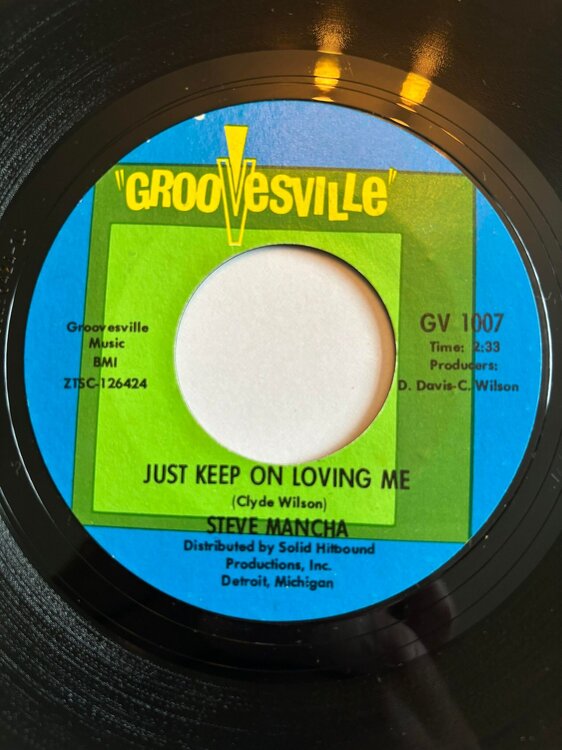 "GROOVESVILLE"
Groovesville
Music
BMI
ZTSC-126424
GV 1007
Time: 2:33
Producers:
D. Davis-C. Wilson
JUST KEEP ON LOVING ME
(Clyde Wilson)
STEVE MANCHA
Distributed by Solid Hitbound
Productions, Inc.
Detroit, Michigan